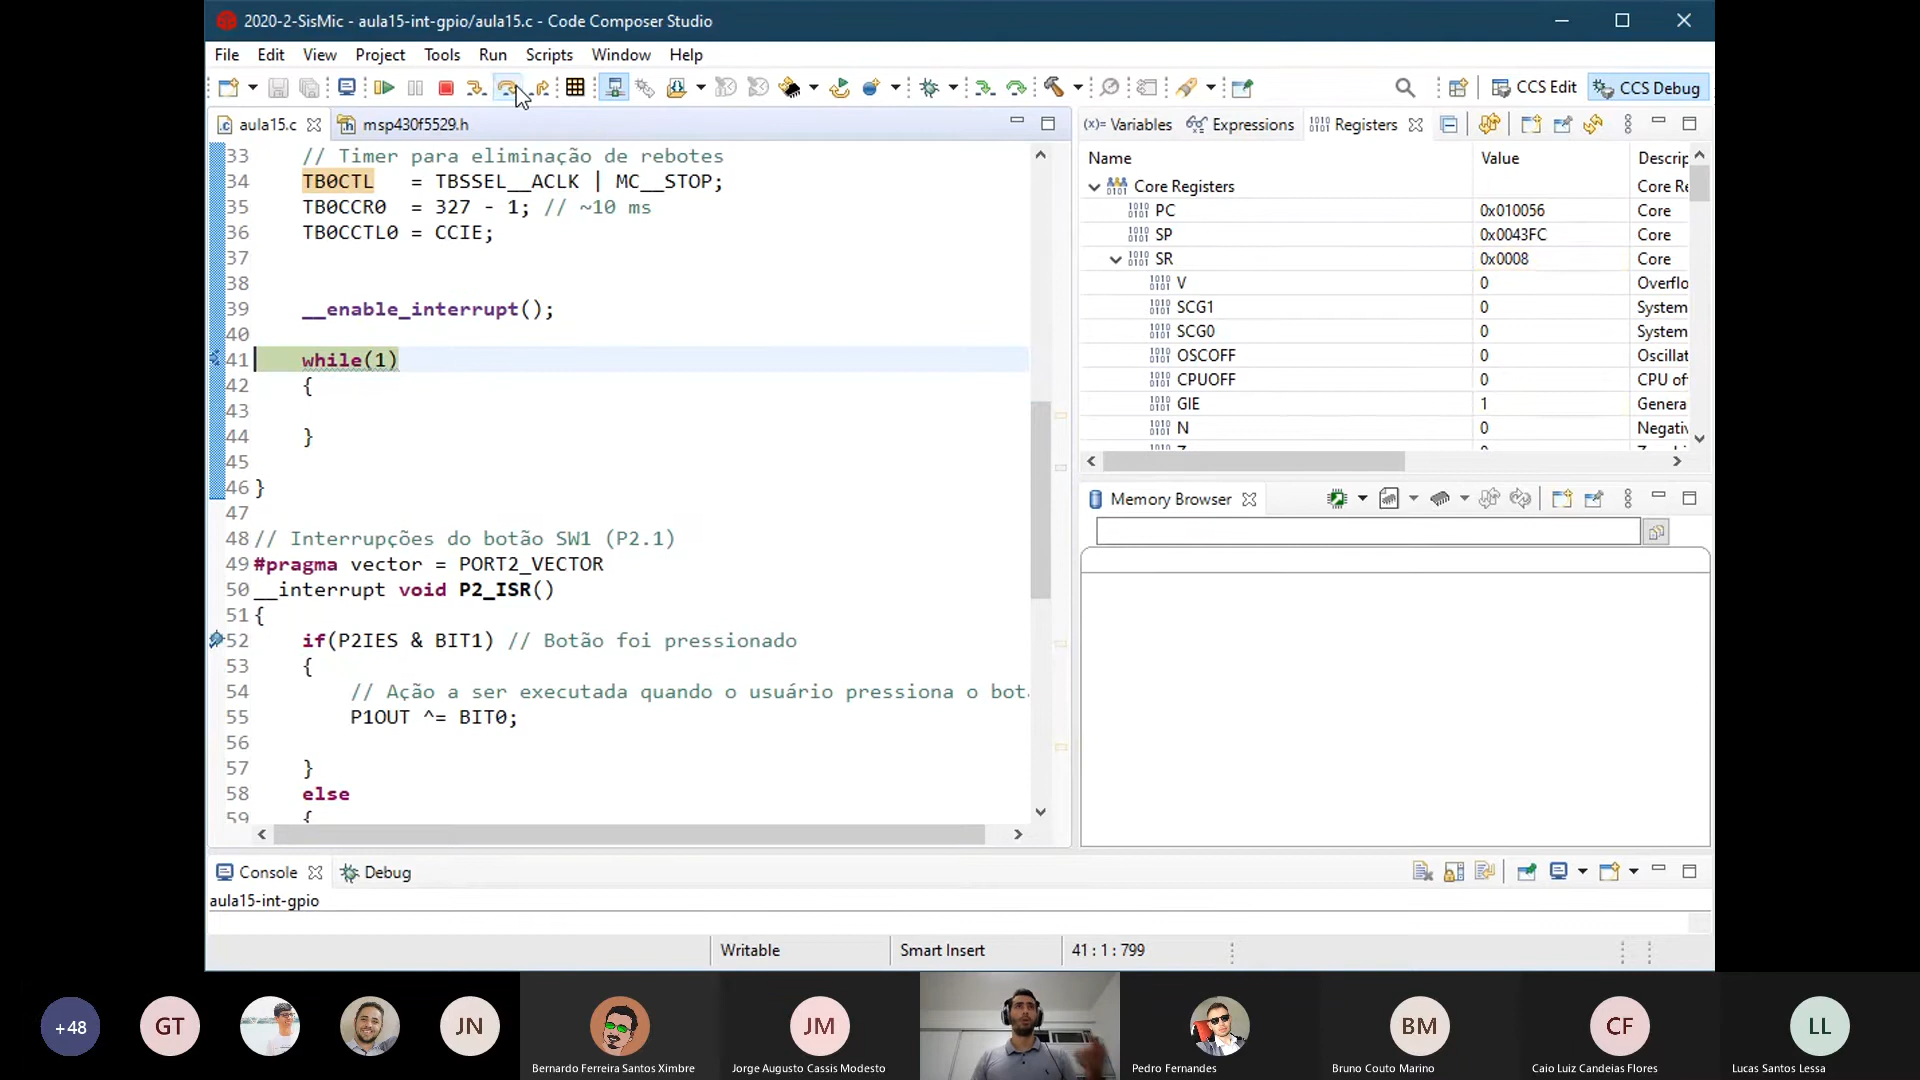 2020-2-SisMic - aula15-int-gpio/aula15.c - Code Composer Studio
File Edit View Project Tools Run Scripts Window Help
CCS Edit CCS Debug
aula15.c msp430f5529.h
33 // Timer para eliminação de rebotes
34 TB0CTL = TBSSEL__ACLK | MC__STOP;
35 TB0CCR0 = 327 - 1; // ~10 ms
36 TB0CCTL0 = CCIE;
37
38
39 __enable_interrupt();
40
41 while(1)
42 {
43
44 }
45
46 }
47
48 // Interrupções do botão SW1 (P2.1)
49 #pragma vector = PORT2_VECTOR
50 __interrupt void P2_ISR()
51 {
52 if(P2IES & BIT1) // Botão foi pressionado
53 {
54 // Ação a ser executada quando o usuário pressiona o bot
55 P1OUT ^= BIT0;
56
57 }
58 else
59 {
(x)= Variables Expressions Registers
Name Value Descrip
Core Registers Core Re
PC 0x010056 Core
SP 0x0043FC Core
SR 0x0008 Core
V 0 Overflo
SCG1 0 System
SCG0 0 System
OSCOFF 0 Oscillat
CPUOFF 0 CPU of
GIE 1 Genera
N 0 Negativ
Memory Browser
Console Debug
aula15-int-gpio
Writable Smart Insert 41 : 1 : 799
+48 GT JN JM BM CF LL
Bernardo Ferreira Santos Ximbre Jorge Augusto Cassis Modesto Pedro Fernandes Bruno Couto Marino Caio Luiz Candeias Flores Lucas Santos Lessa